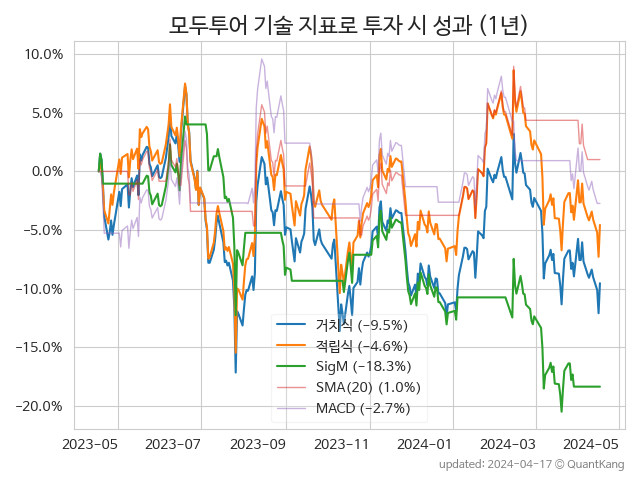 모두투어 기술 지표로 투자 시 성과 (1년)
10.0%
5.0%
0.0%
−5.0%
−10.0%
−15.0%
−20.0%
거치식 (−9.5%)
적립식 (−4.6%)
SigM (−18.3%)
SMA(20) (1.0%)
MACD (−2.7%)
2023-05 2023-07 2023-09 2023-11 2024-01 2024-03 2024-05
updated: 2024-04-17 © QuantKang